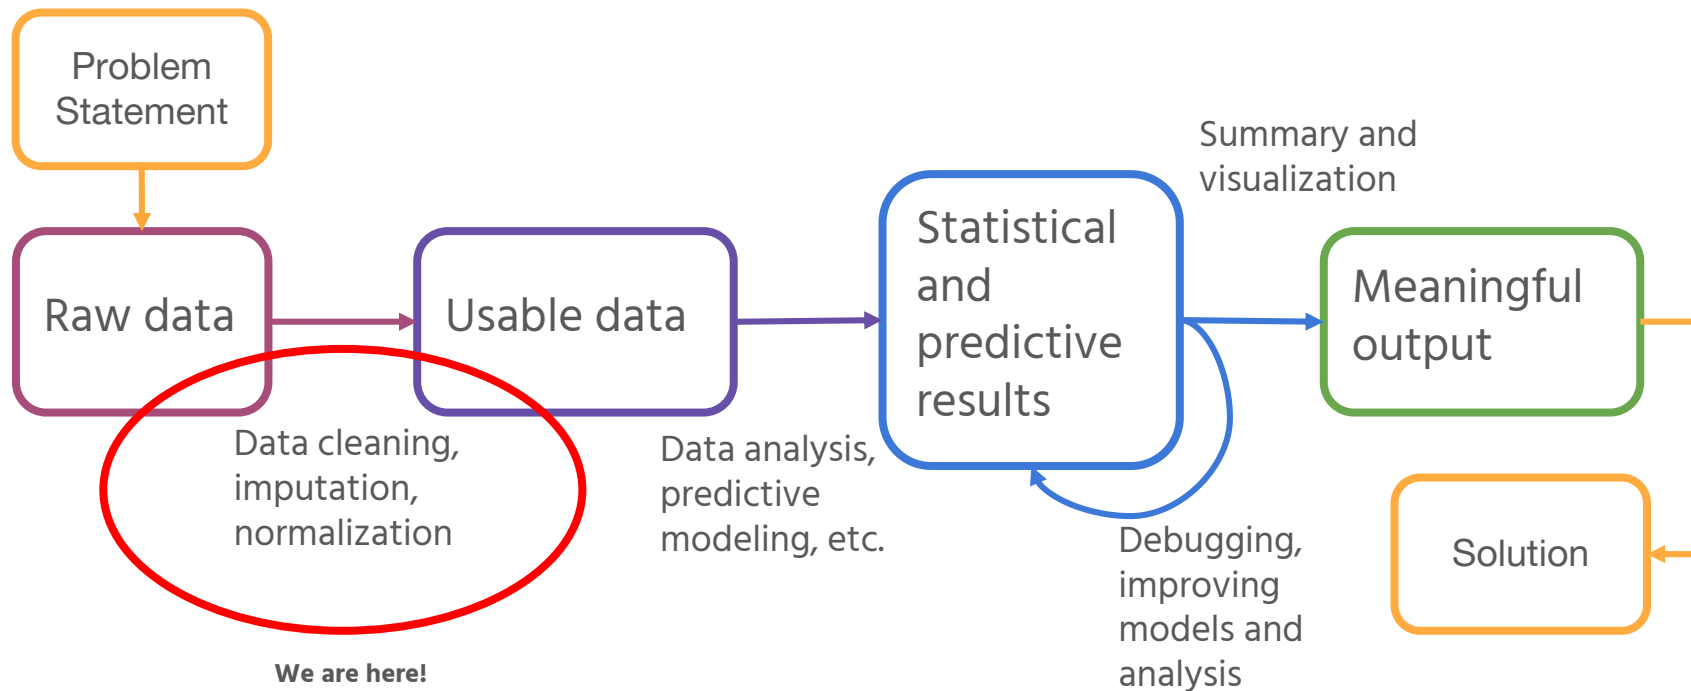 Problem
Statement
Raw data
Data cleaning,
imputation,
normalization
We are here!
Usable data
Data analysis,
predictive
modeling, etc.
Statistical
and
predictive
results
Debugging,
improving
models and
analysis
Summary and
visualization
Meaningful
output
Solution